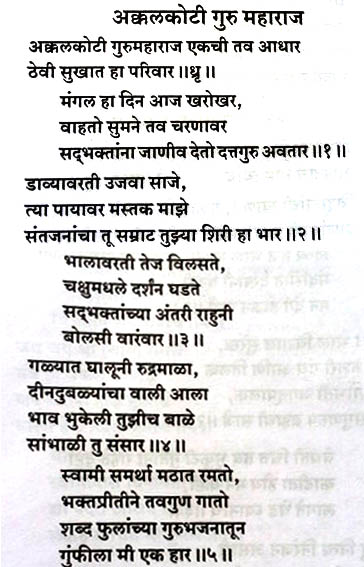 अक्कलकोटी गुरु महाराज
अक्कलकोटी गुरुमहाराज एकची तव आधार
ठेवी सुखात हा परिवार ॥धृ॥
मंगल हा दिन आज खरोखर,
वाहतो सुमने तव चरणावर
सद्भक्तांना जाणीव देतो दत्तगुरु अवतार ॥१॥
डाव्यावरती उजवा साजे,
त्या पायावर मस्तक माझे
संतजनांचा तू सम्राट तुझ्या शिरी हा भार ॥२॥
भालावरती तेज विलसते,
चक्षुमधले दर्शन घडते
सद्भक्तांच्या अंतरी राहुनी
बोलसी वारंवार ॥३॥
गळ्यात घालूनी रुद्रमाळा,
दीनदुबळ्यांचा वाली आला
भाव भुकेली तुझीच बाळे
सांभाळी तु संसार ॥४॥
स्वामी समर्था मठात रमतो,
भक्तप्रीतीने तवगुण गातो
शब्द फुलांच्या गुरुभजनातून
गुंफीला मी एक हार ॥५॥